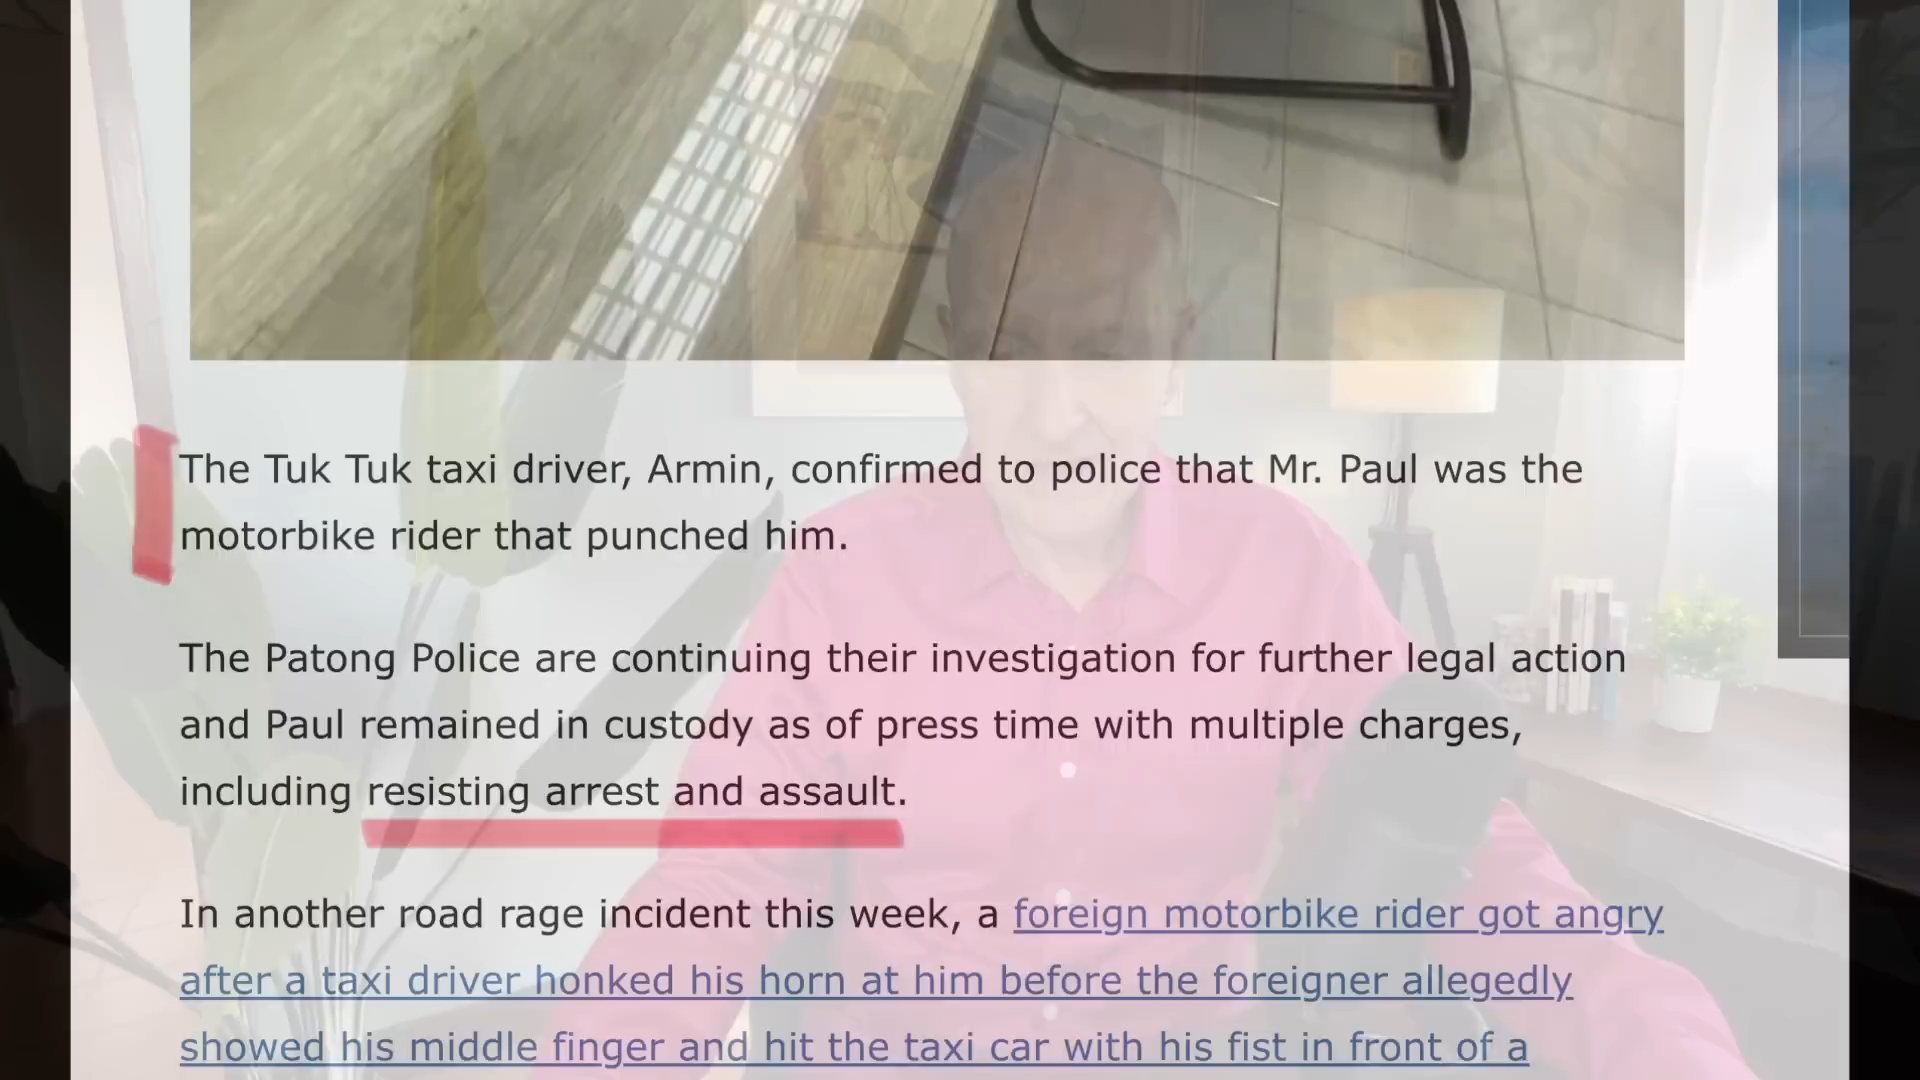 The Tuk Tuk taxi driver, Armin, confirmed to police that Mr. Paul was the
motorbike rider that punched him.
The Patong Police are continuing their investigation for further legal action
and Paul remained in custody as of press time with multiple charges,
including resisting arrest and assault.
In another road rage incident this week, a foreign motorbike rider got angry
after a taxi driver honked his horn at him before the foreigner allegedly
showed his middle finger and hit the taxi car with his fist in front of a